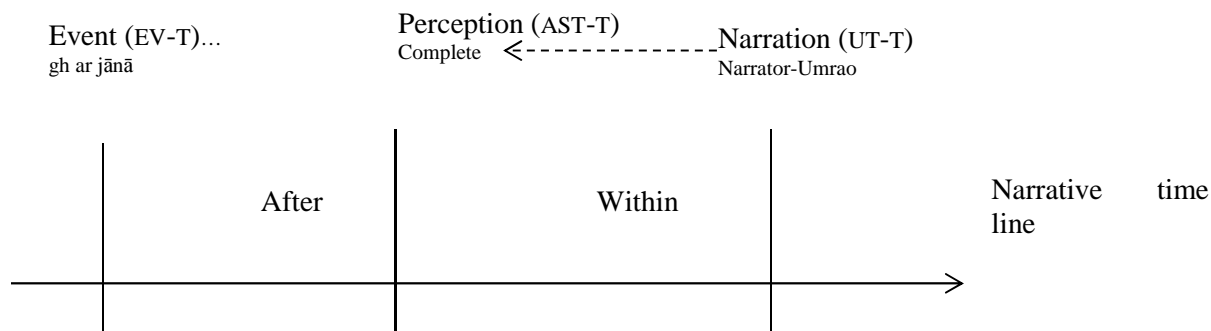 Event (EV-T)…
gh ar jānā
Perception (AST-T)
Complete
Narration (UT-T)
Narrator-Umrao
After
Within
Narrative time
line